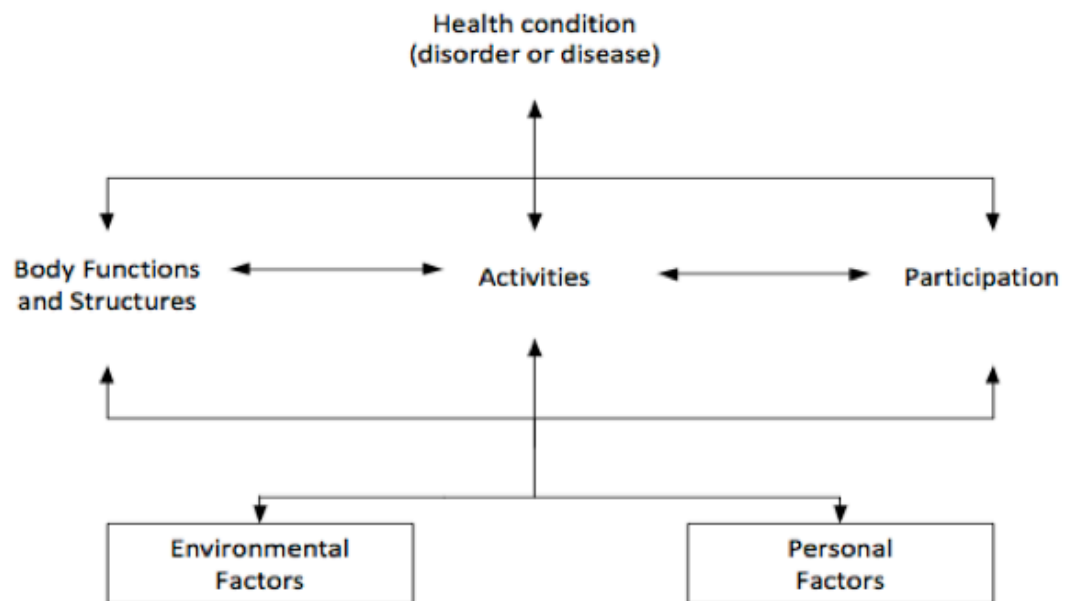 Health condition
(disorder or disease)
Body Functions
and Structures
Activities
Participation
Environmental
Factors
Personal
Factors